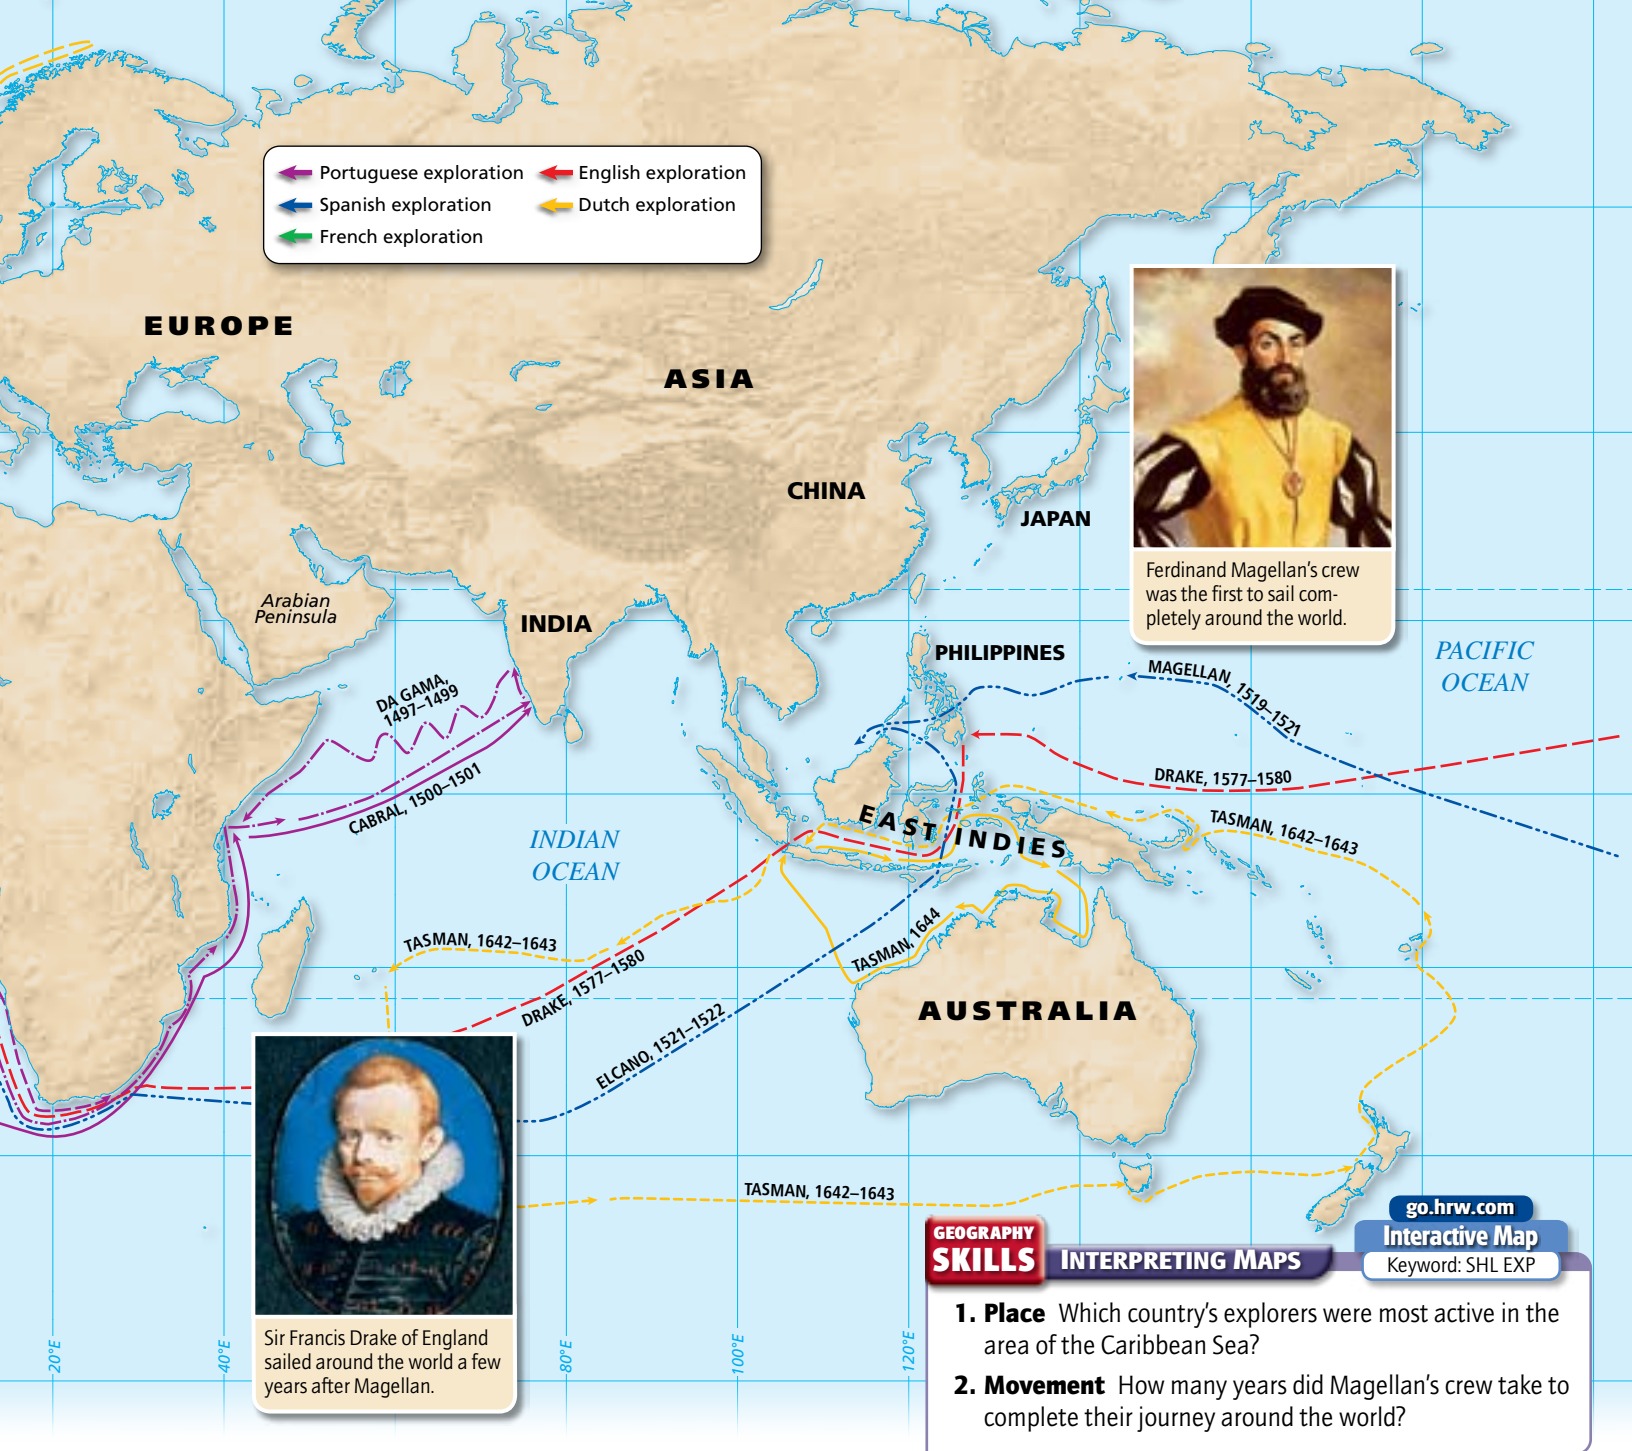 Portuguese exploration
Spanish exploration
French exploration
English exploration
Dutch exploration
EUROPE
ASIA
CHINA
JAPAN
Arabian
Peninsula
INDIA
PHILIPPINES
Ferdinand Magellan's crew
was the first to sail com-
pletely around the world.
PACIFIC
OCEAN
MAGELLAN, 1519–1521
DA GAMA,
1497–1499
CABRAL, 1500–1501
DRAKE, 1577–1580
TASMAN, 1642–1643
EAST INDIES
INDIAN
OCEAN
TASMAN, 1642–1643
DRAKE, 1577–1580
TASMAN, 1644
ELCANO, 1521–1522
AUSTRALIA
TASMAN, 1642–1643
Sir Francis Drake of England
sailed around the world a few
years after Magellan.
20°E
40°E
80°E
100°E
120°E
go.hrw.com
Interactive Map
Keyword: SHL EXP
GEOGRAPHY
SKILLS
INTERPRETING MAPS
1. Place Which country's explorers were most active in the
area of the Caribbean Sea?
2. Movement How many years did Magellan's crew take to
complete their journey around the world?